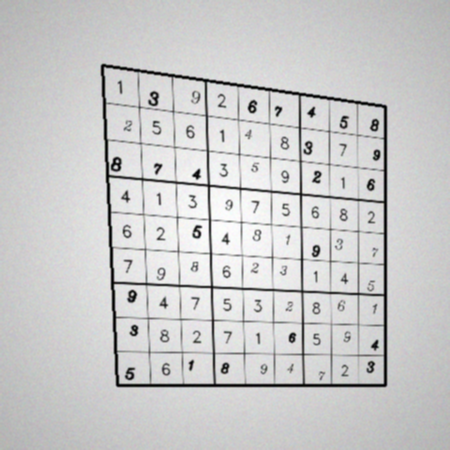 1 3 9 2 6 7 4 5 8
2 5 6 1 4 8 3 7 9
8 7 4 3 5 9 2 1 6
4 1 3 9 7 5 6 8 2
6 2 5 4 8 1 9 3 7
7 9 8 6 2 3 1 4 5
9 4 7 5 3 2 8 6 1
3 8 2 7 1 6 5 9 4
5 6 1 8 9 4 7 2 3